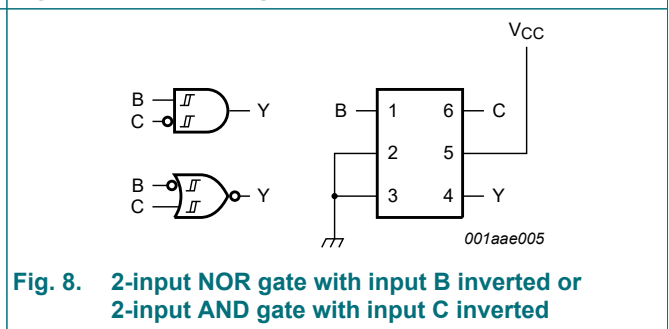 VCC
B
C
Y
B
C
Y
B
1
6
C
2
5
3
4
Y
001aae005
Fig. 8. 2-input NOR gate with input B inverted or
2-input AND gate with input C inverted